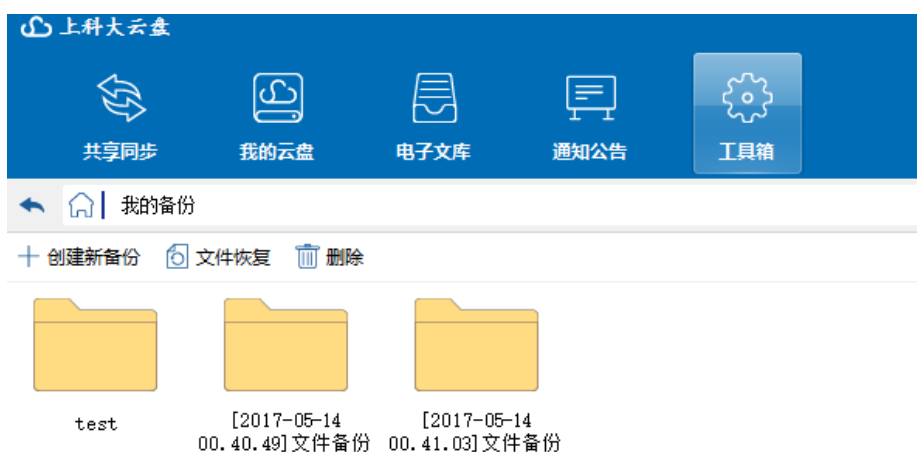 上科大云盘
共享同步
我的云盘
电子文库
通知公告
工具箱
我的备份
创建新备份
文件恢复
删除
test
[2017-05-14
00.40.49]文件备份
[2017-05-14
00.41.03]文件备份